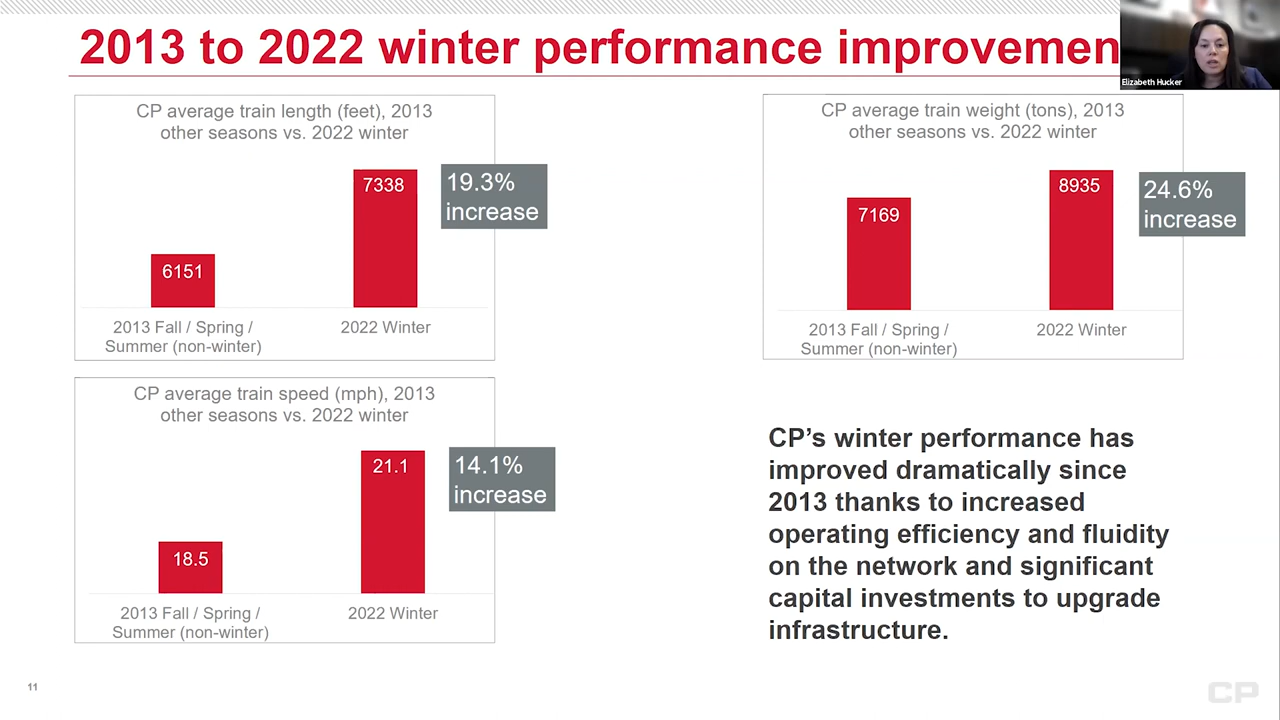 2013 to 2022 winter performance improvemen
Elizabeth Hucker
CP average train length (feet), 2013
other seasons vs. 2022 winter
6151
7338
19.3%
increase
2013 Fall / Spring /
Summer (non-winter)
2022 Winter
CP average train weight (tons), 2013
other seasons vs. 2022 winter
7169
8935
24.6%
increase
2013 Fall / Spring /
Summer (non-winter)
2022 Winter
CP average train speed (mph), 2013
other seasons vs. 2022 winter
18.5
21.1
14.1%
increase
2013 Fall / Spring /
Summer (non-winter)
2022 Winter
CP’s winter performance has
improved dramatically since
2013 thanks to increased
operating efficiency and fluidity
on the network and significant
capital investments to upgrade
infrastructure.
11
CP